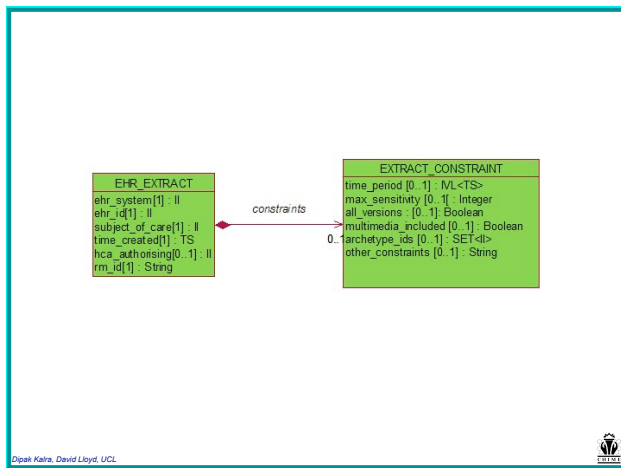 EHR_EXTRACT
ehr_system[1] : II
ehr_id[1] : II
subject_of_care[1] : II
time_created[1] : TS
hca_authorising[0..1] : II
rm_id[1] : String
constraints
0..1
EXTRACT_CONSTRAINT
time_period [0..1] : IVL<TS>
max_sensitivity [0..1[ : Integer
all_versions : [0..1]: Boolean
multimedia_included [0..1] : Boolean
archetype_ids [0..1] : SET<II>
other_constraints [0..1] : String
Dipak Kalra, David Lloyd, UCL
CHIME